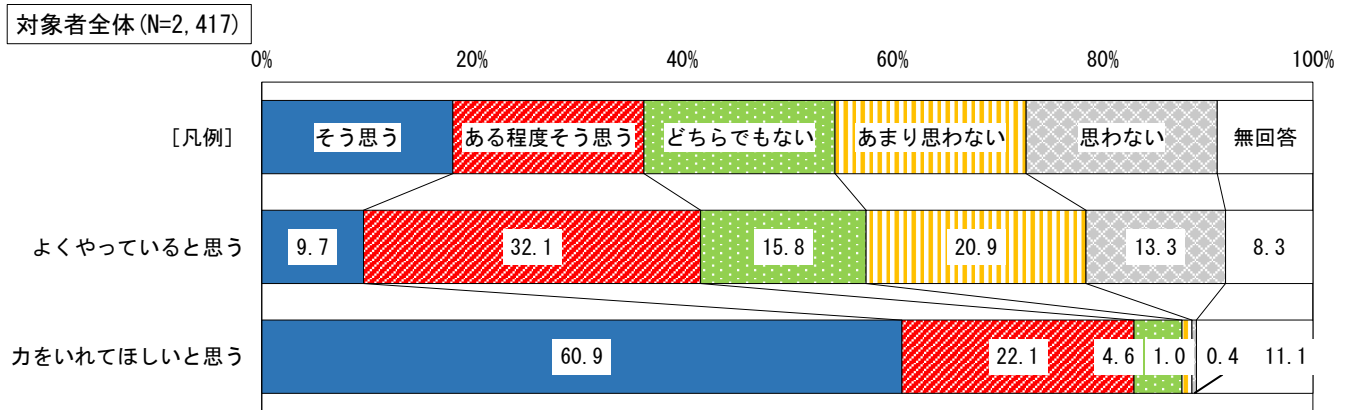 対象者全体(N=2,417)
0% 20% 40% 60% 80% 100%
[凡例] そう思う ある程度そう思う どちらでもない あまり思わない 思わない 無回答
よくやっていると思う 9.7 32.1 15.8 20.9 13.3 8.3
力をいれてほしいと思う 60.9 22.1 4.6 1.0 0.4 11.1